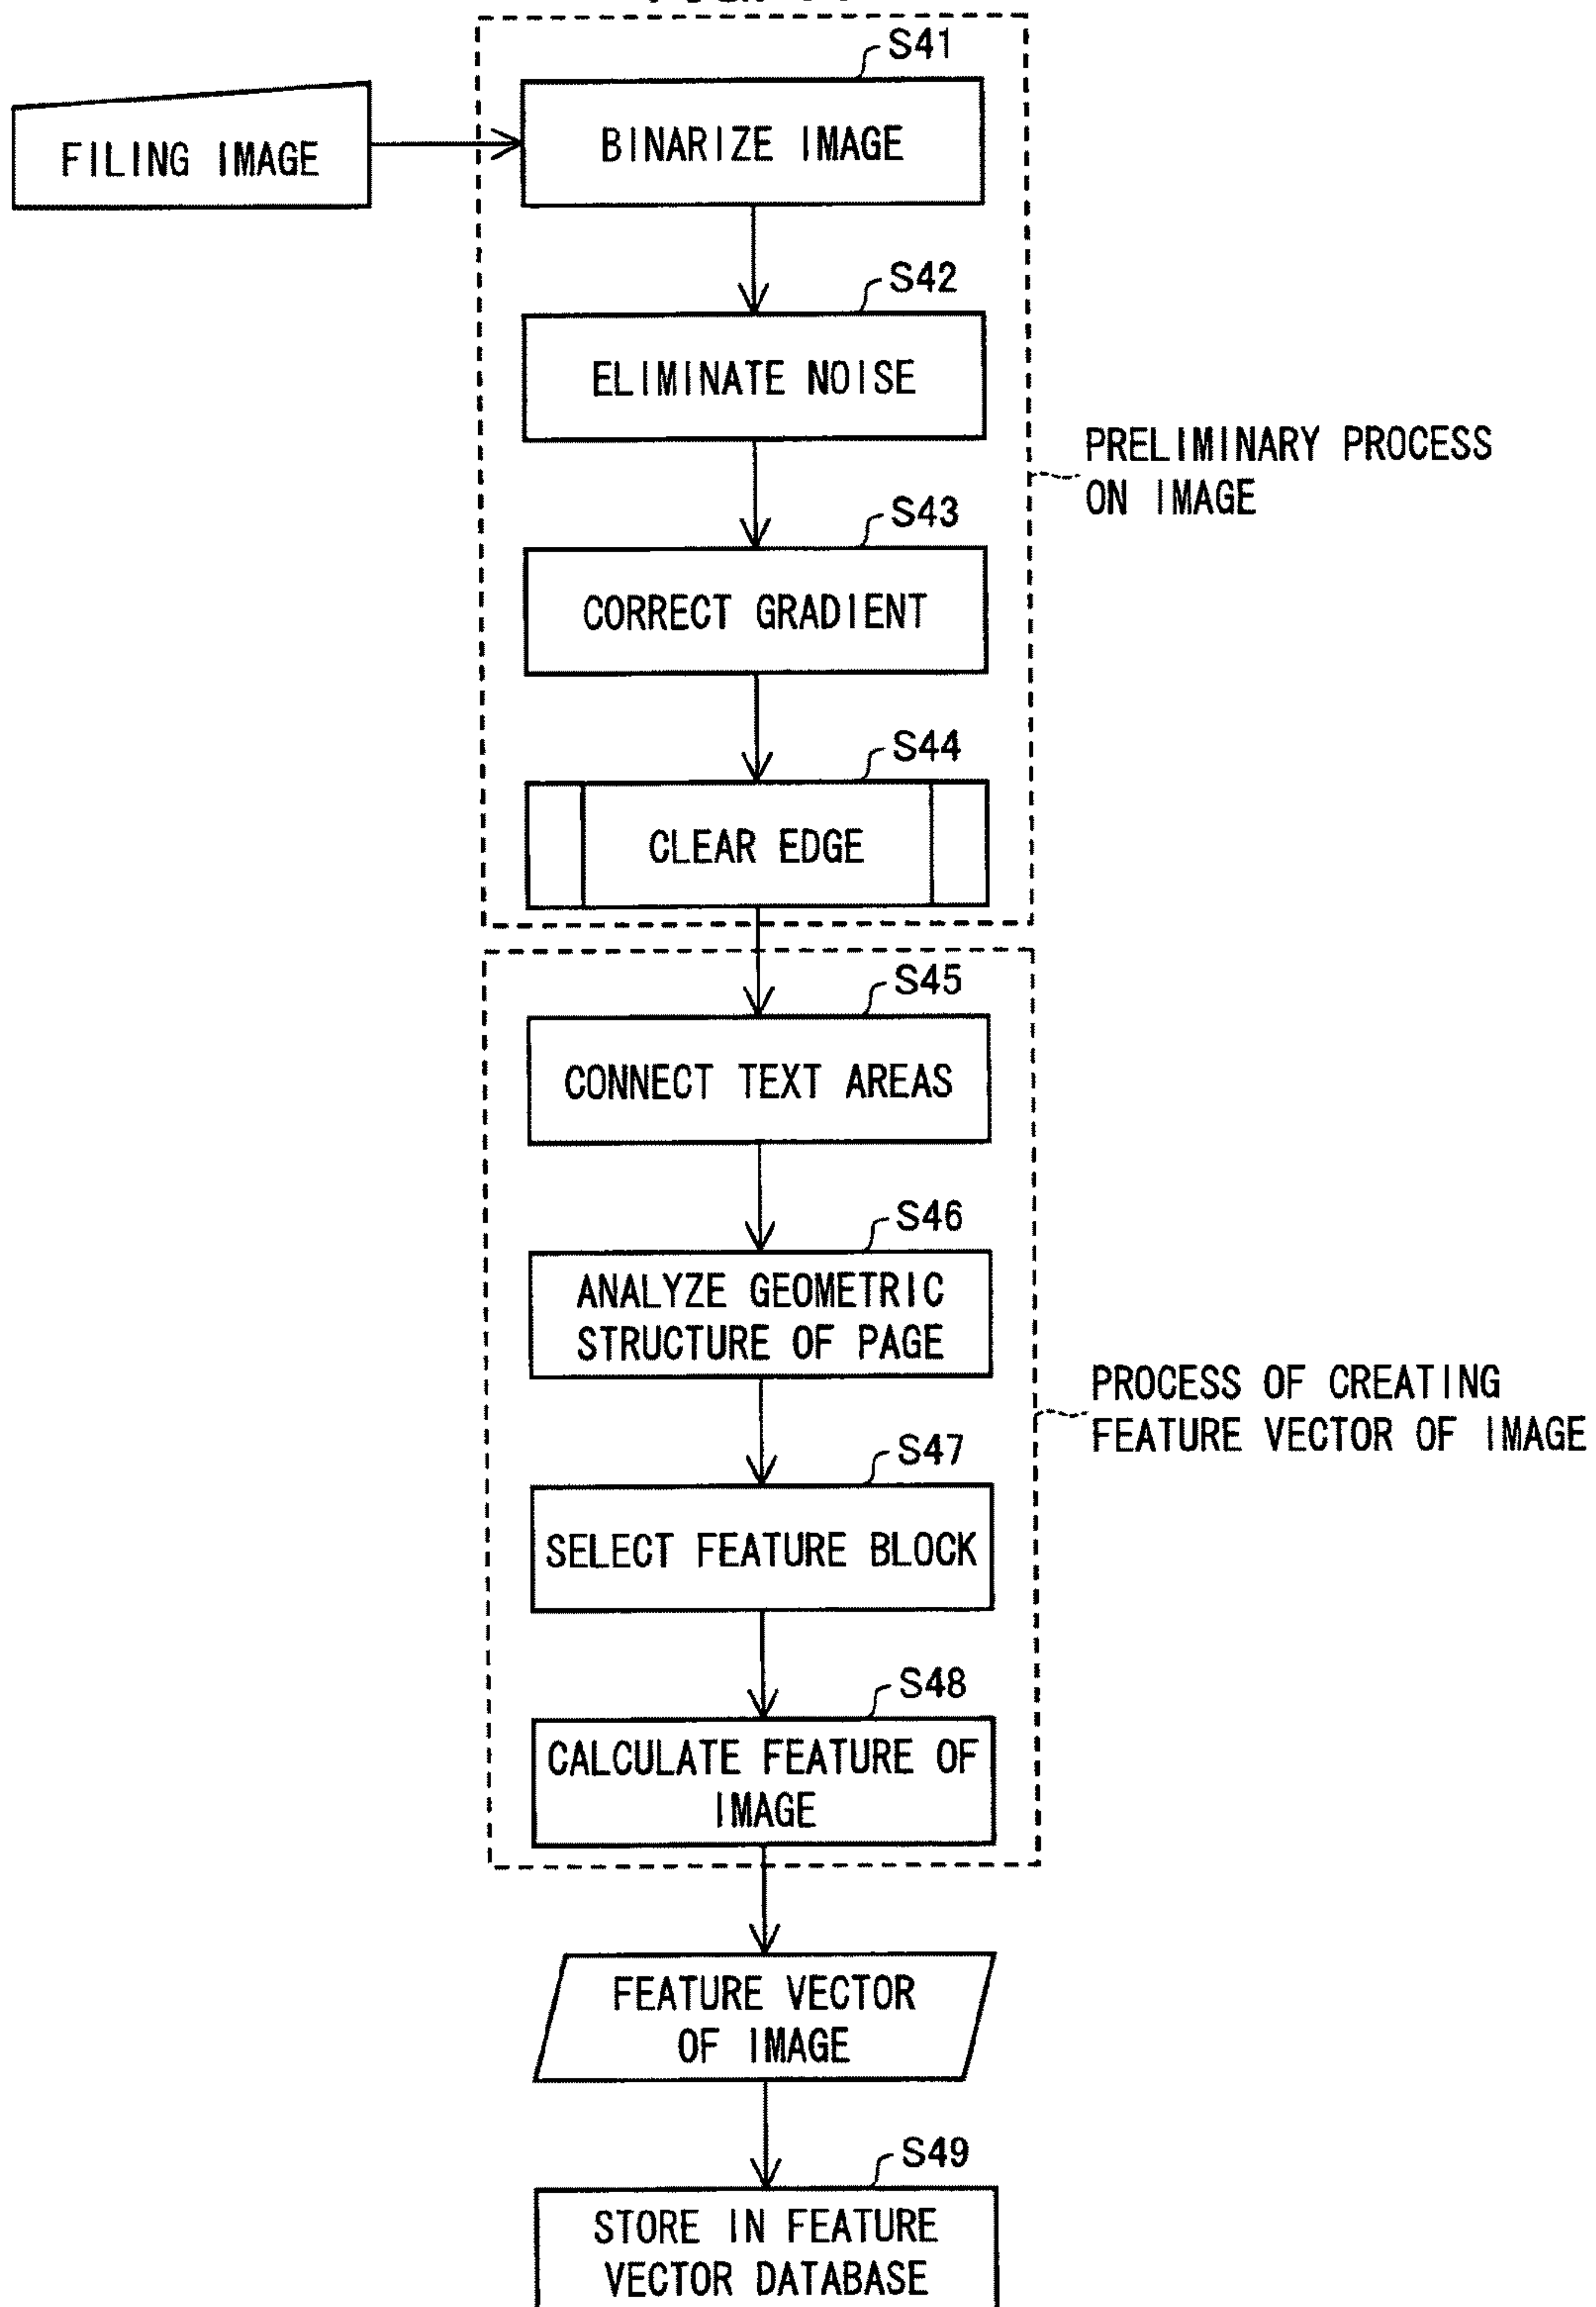 S41
FILING IMAGE
BINARIZE IMAGE
S42
ELIMINATE NOISE
PRELIMINARY PROCESS
ON IMAGE
S43
CORRECT GRADIENT
S44
CLEAR EDGE
S45
CONNECT TEXT AREAS
S46
ANALYZE GEOMETRIC
STRUCTURE OF PAGE
PROCESS OF CREATING
FEATURE VECTOR OF IMAGE
S47
SELECT FEATURE BLOCK
S48
CALCULATE FEATURE OF
IMAGE
FEATURE VECTOR
OF IMAGE
S49
STORE IN FEATURE
VECTOR DATABASE